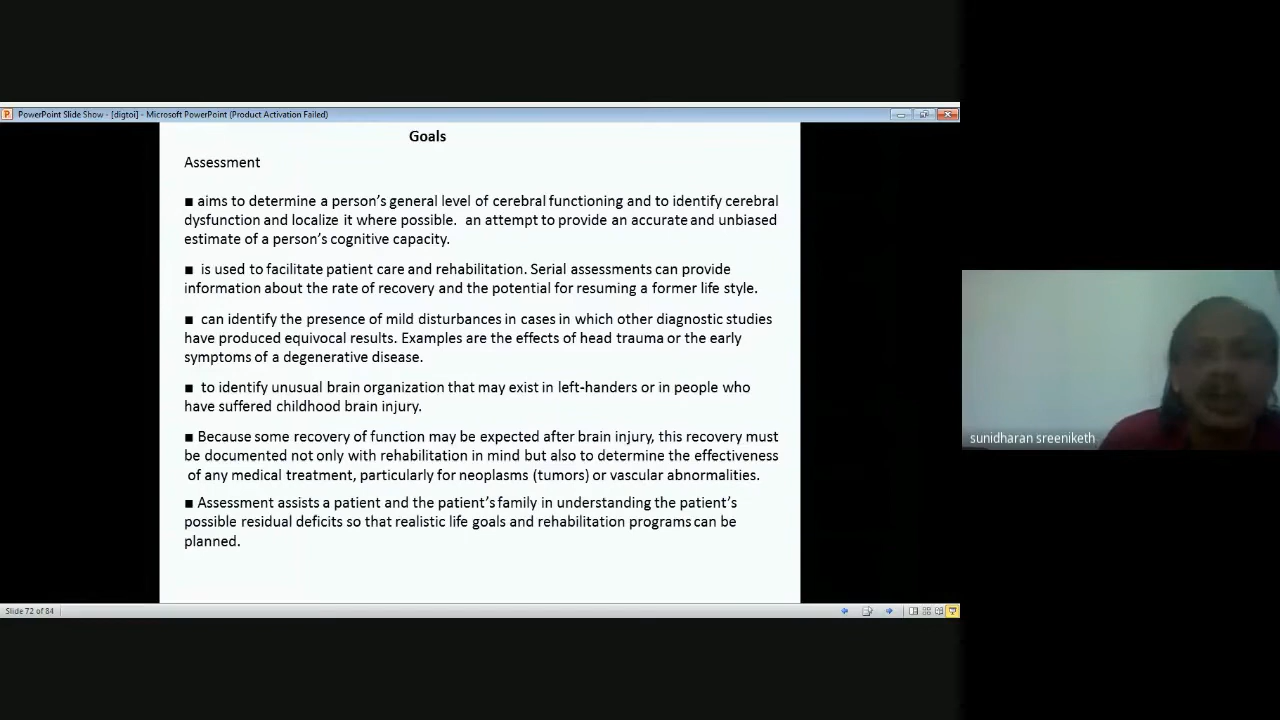 PowerPoint Slide Show - [digtoi] - Microsoft PowerPoint (Product Activation Failed)
Goals
Assessment
■ aims to determine a person's general level of cerebral functioning and to identify cerebral
dysfunction and localize it where possible. an attempt to provide an accurate and unbiased
estimate of a person's cognitive capacity.
■ is used to facilitate patient care and rehabilitation. Serial assessments can provide
information about the rate of recovery and the potential for resuming a former life style.
■ can identify the presence of mild disturbances in cases in which other diagnostic studies
have produced equivocal results. Examples are the effects of head trauma or the early
symptoms of a degenerative disease.
■ to identify unusual brain organization that may exist in left-handers or in people who
have suffered childhood brain injury.
■ Because some recovery of function may be expected after brain injury, this recovery must
be documented not only with rehabilitation in mind but also to determine the effectiveness
of any medical treatment, particularly for neoplasms (tumors) or vascular abnormalities.
■ Assessment assists a patient and the patient's family in understanding the patient's
possible residual deficits so that realistic life goals and rehabilitation programs can be
planned.
sunidharan sreeniketh
Slide 72 of 84